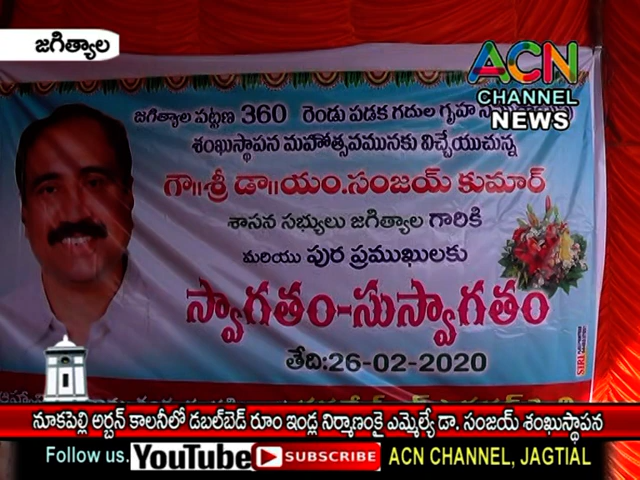 జగిత్యాల
ACN
CHANNEL
NEWS
జగిత్యాల పట్టణ 360 రెండు పడక గదుల గృహ
శంఖుస్థాపన మహోత్సవమునకు విచ్చేయుచున్న
గౌ॥శ్రీ డా॥యం.సంజయ్ కుమార్
శాసన సభ్యులు జగిత్యాల గారికి
మరియు పుర ప్రముఖులకు
స్వాగతం-సుస్వాగతం
తేది:26-02-2020
SIRI
నూకపెల్లి అర్బన్ కాలనీలో డబల్‌బెడ్ రూం ఇండ్ల నిర్మాణంకై ఎమ్మెల్యే డా. సంజయ్ శంఖుస్థాపన
Follow us. YouTube SUBSCRIBE ACN CHANNEL, JAGTIAL